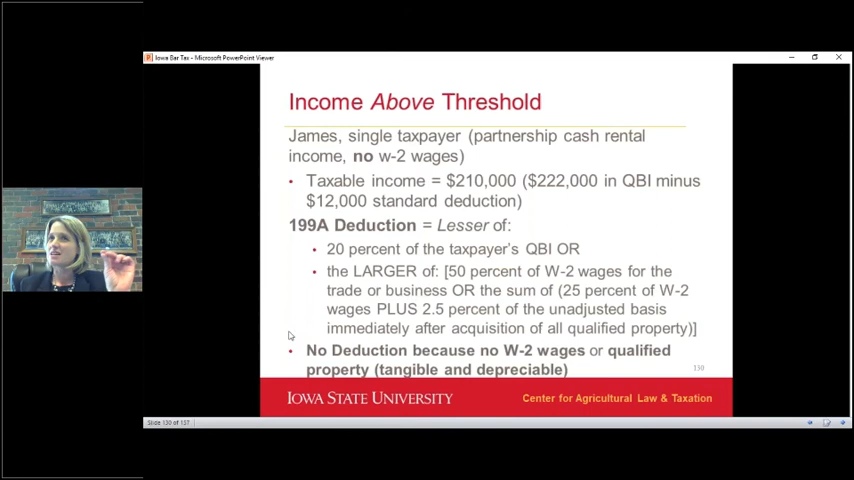 Iowa Bar Tax - Microsoft PowerPoint Viewer
Income Above Threshold
James, single taxpayer (partnership cash rental
income, no w-2 wages)
• Taxable income = $210,000 ($222,000 in QBI minus
$12,000 standard deduction)
199A Deduction = Lesser of:
• 20 percent of the taxpayer's QBI OR
• the LARGER of: [50 percent of W-2 wages for the
trade or business OR the sum of (25 percent of W-2
wages PLUS 2.5 percent of the unadjusted basis
immediately after acquisition of all qualified property)]
• No Deduction because no W-2 wages or qualified
property (tangible and depreciable)
130
IOWA STATE UNIVERSITY
Center for Agricultural Law & Taxation
Slide 130 of 157